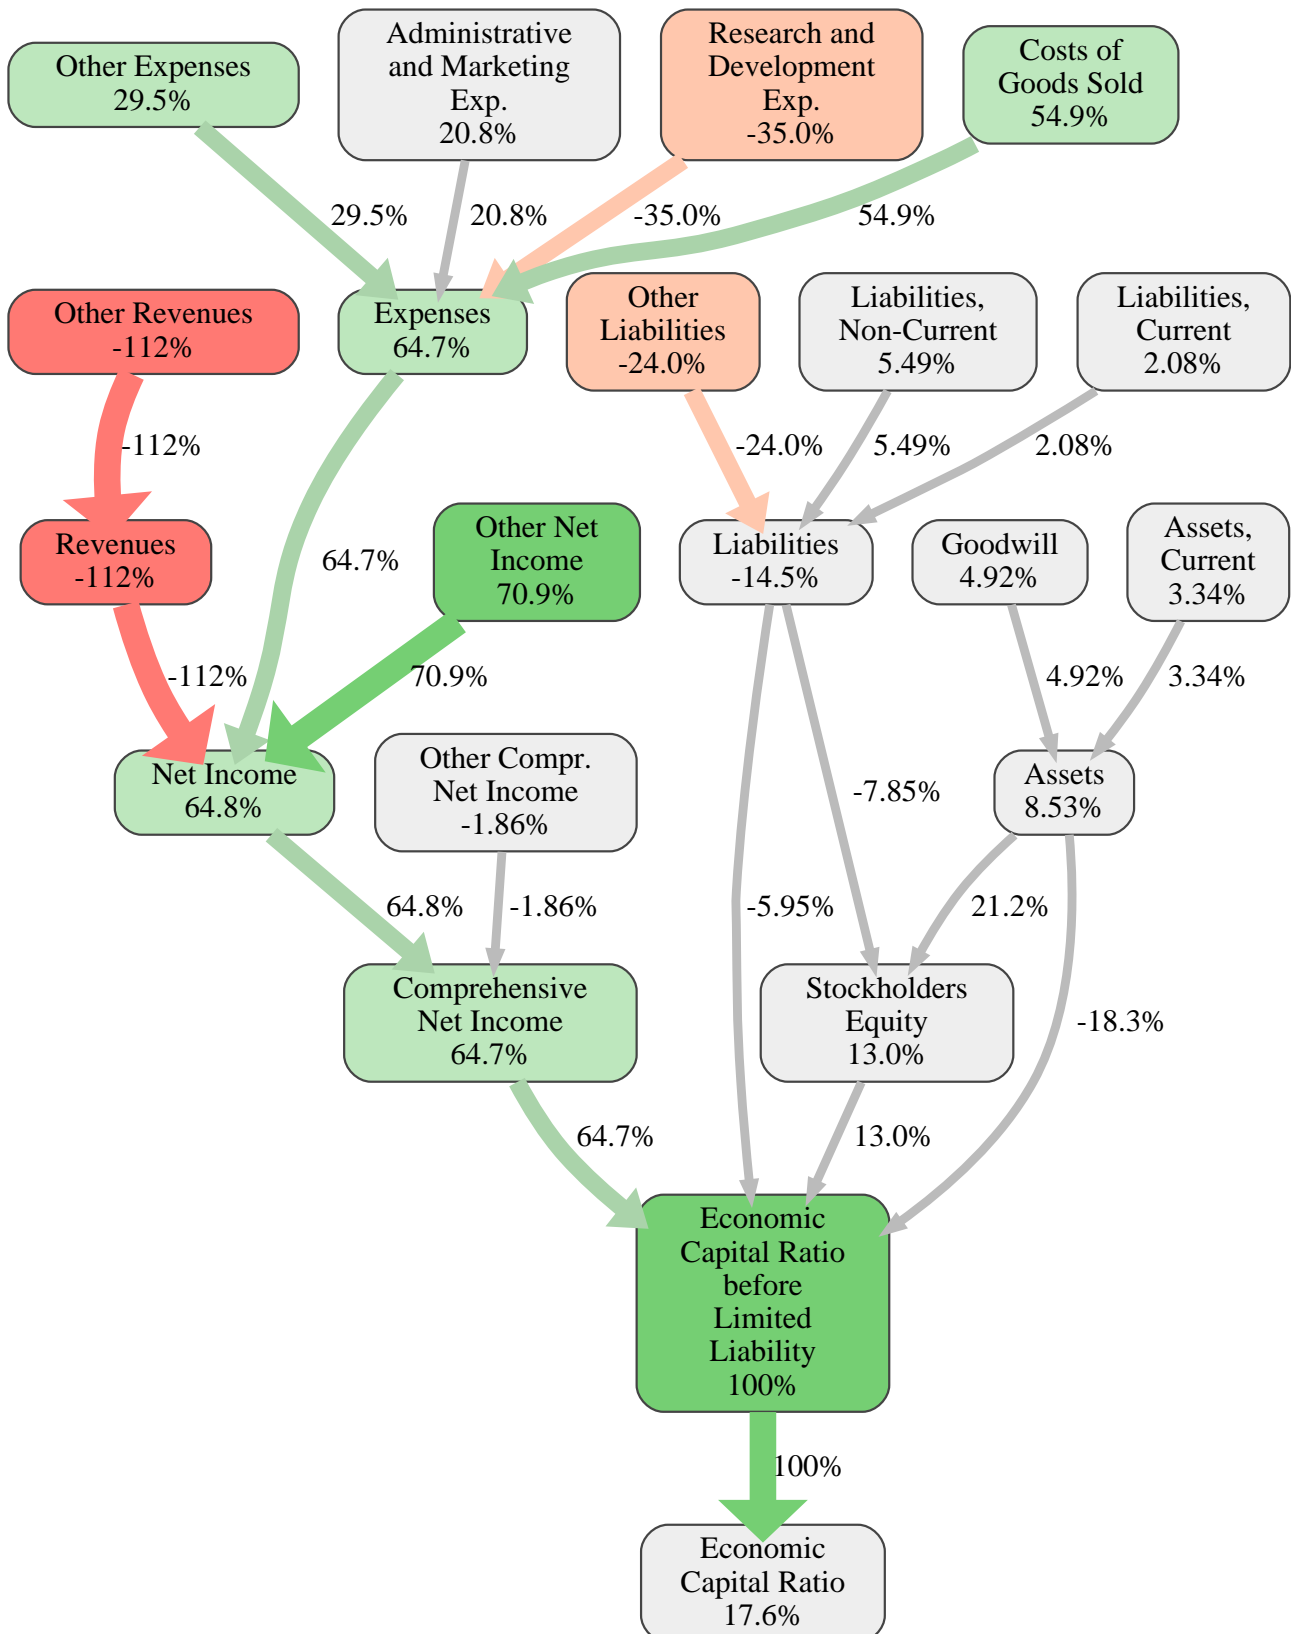 Other Expenses
29.5%
Administrative
and Marketing
Exp.
20.8%
Research and
Development
Exp.
-35.0%
Costs of
Goods Sold
54.9%
29.5%
20.8%
-35.0%
54.9%
Other Revenues
-112%
Expenses
64.7%
Other
Liabilities
-24.0%
Liabilities,
Non-Current
5.49%
Liabilities,
Current
2.08%
-112%
-24.0%
5.49%
2.08%
Revenues
-112%
64.7%
Other Net
Income
70.9%
Liabilities
-14.5%
Goodwill
4.92%
Assets,
Current
3.34%
-112%
70.9%
4.92%
3.34%
Net Income
64.8%
Other Compr.
Net Income
-1.86%
-7.85%
Assets
8.53%
64.8%
-1.86%
-5.95%
21.2%
Comprehensive
Net Income
64.7%
Stockholders
Equity
13.0%
-18.3%
64.7%
13.0%
Economic
Capital Ratio
before
Limited
Liability
100%
100%
Economic
Capital Ratio
17.6%